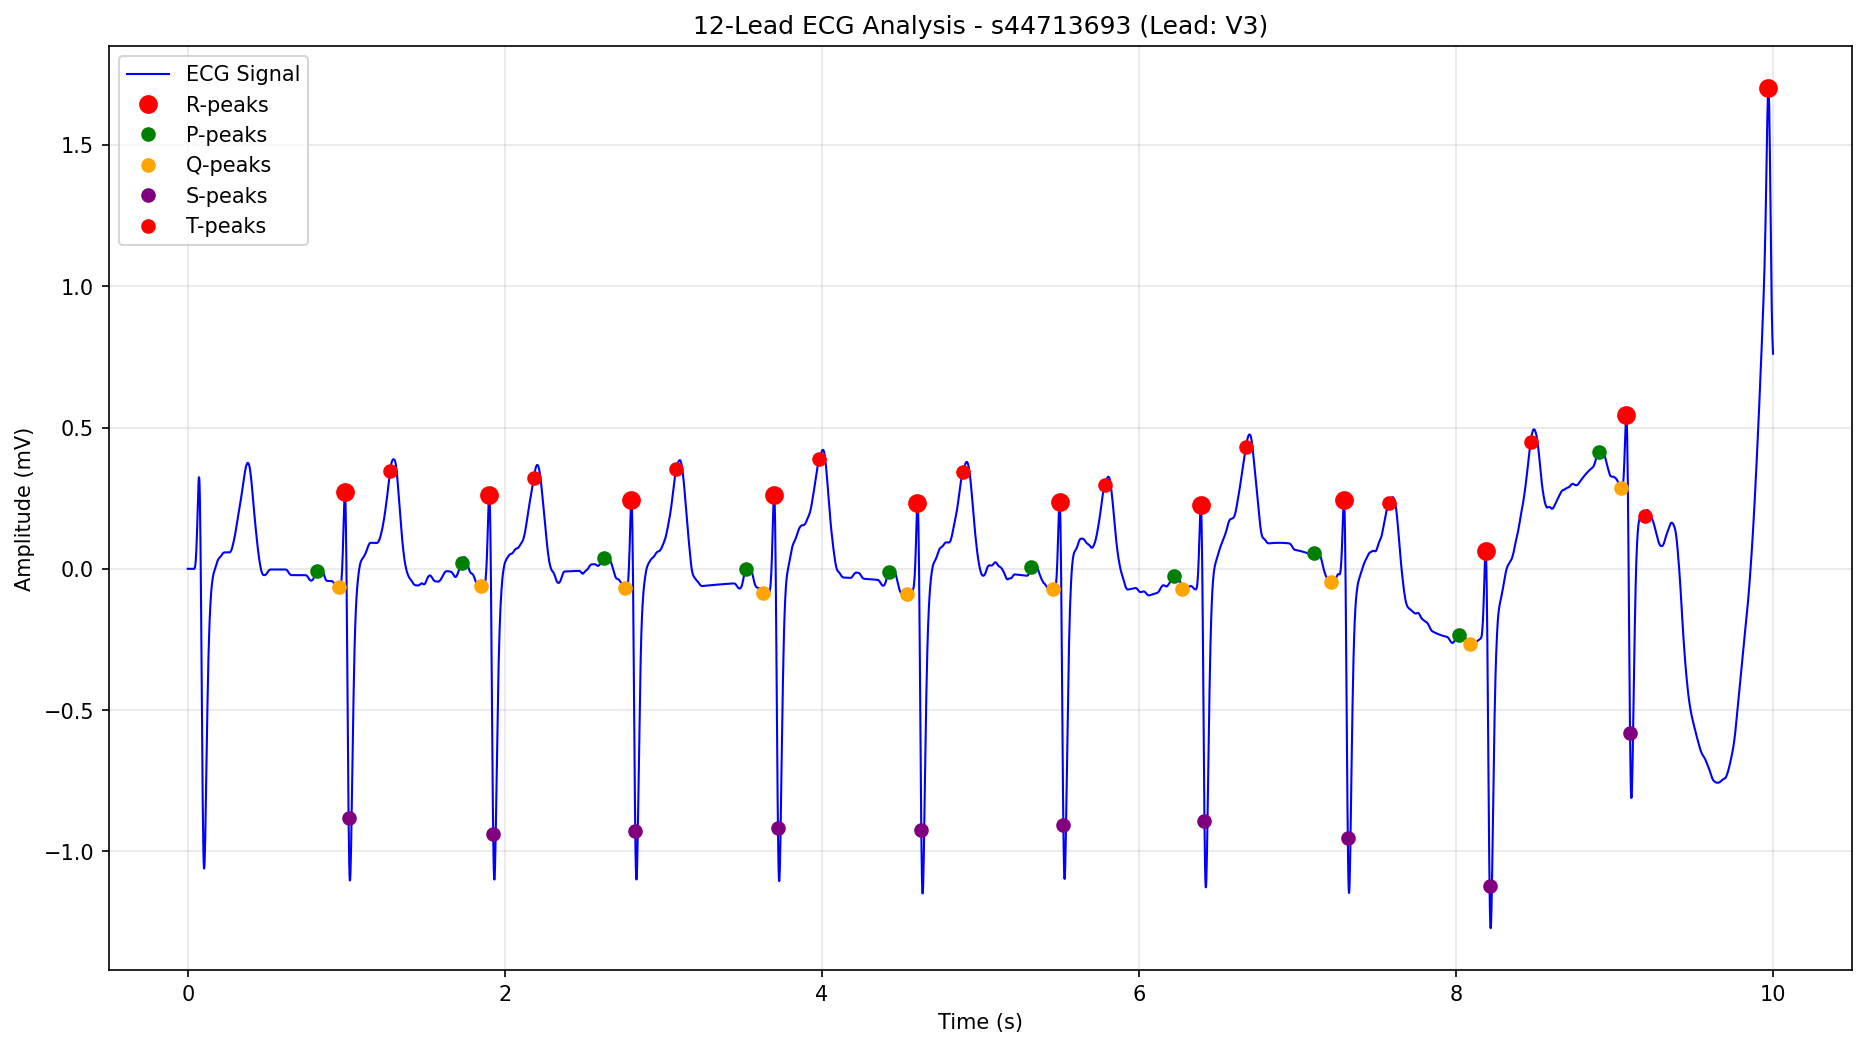 12-Lead ECG Analysis - s44713693 (Lead: V3)
ECG Signal
R-peaks
P-peaks
Q-peaks
S-peaks
T-peaks
1.5
1.0
0.5
0.0
−0.5
−1.0
Amplitude (mV)
0 2 4 6 8 10
Time (s)